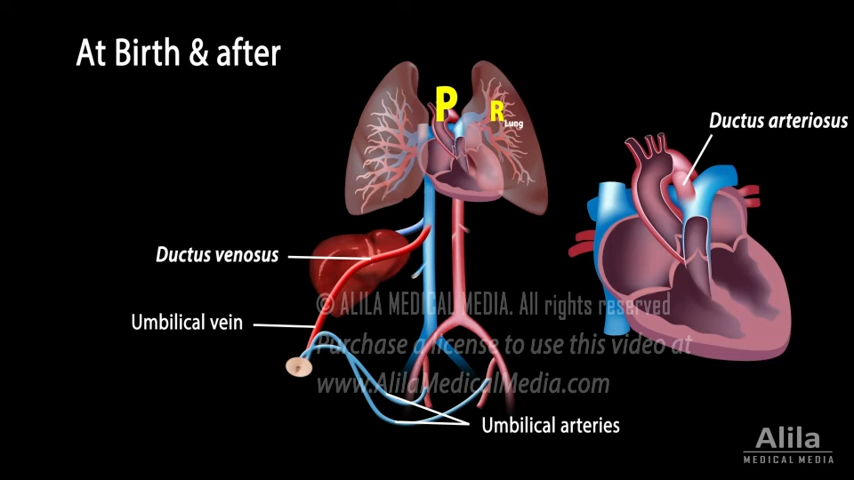 At Birth & after
P
R
Lung
Ductus arteriosus
Ductus venosus
Umbilical vein
© ALILA MEDICAL MEDIA. All rights reserved
Purchase a license to use this video at
www.AlilaMedicalMedia.com
Umbilical arteries
Alila
MEDICAL MEDIA